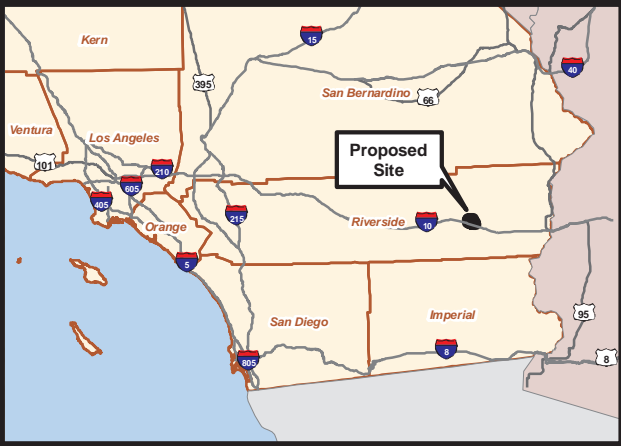 Kern
15
40
395
San Bernardino
66
Ventura
Los Angeles
Proposed
Site
101
210
605
405
215
Riverside
10
Orange
5
San Diego
Imperial
95
8
8
805